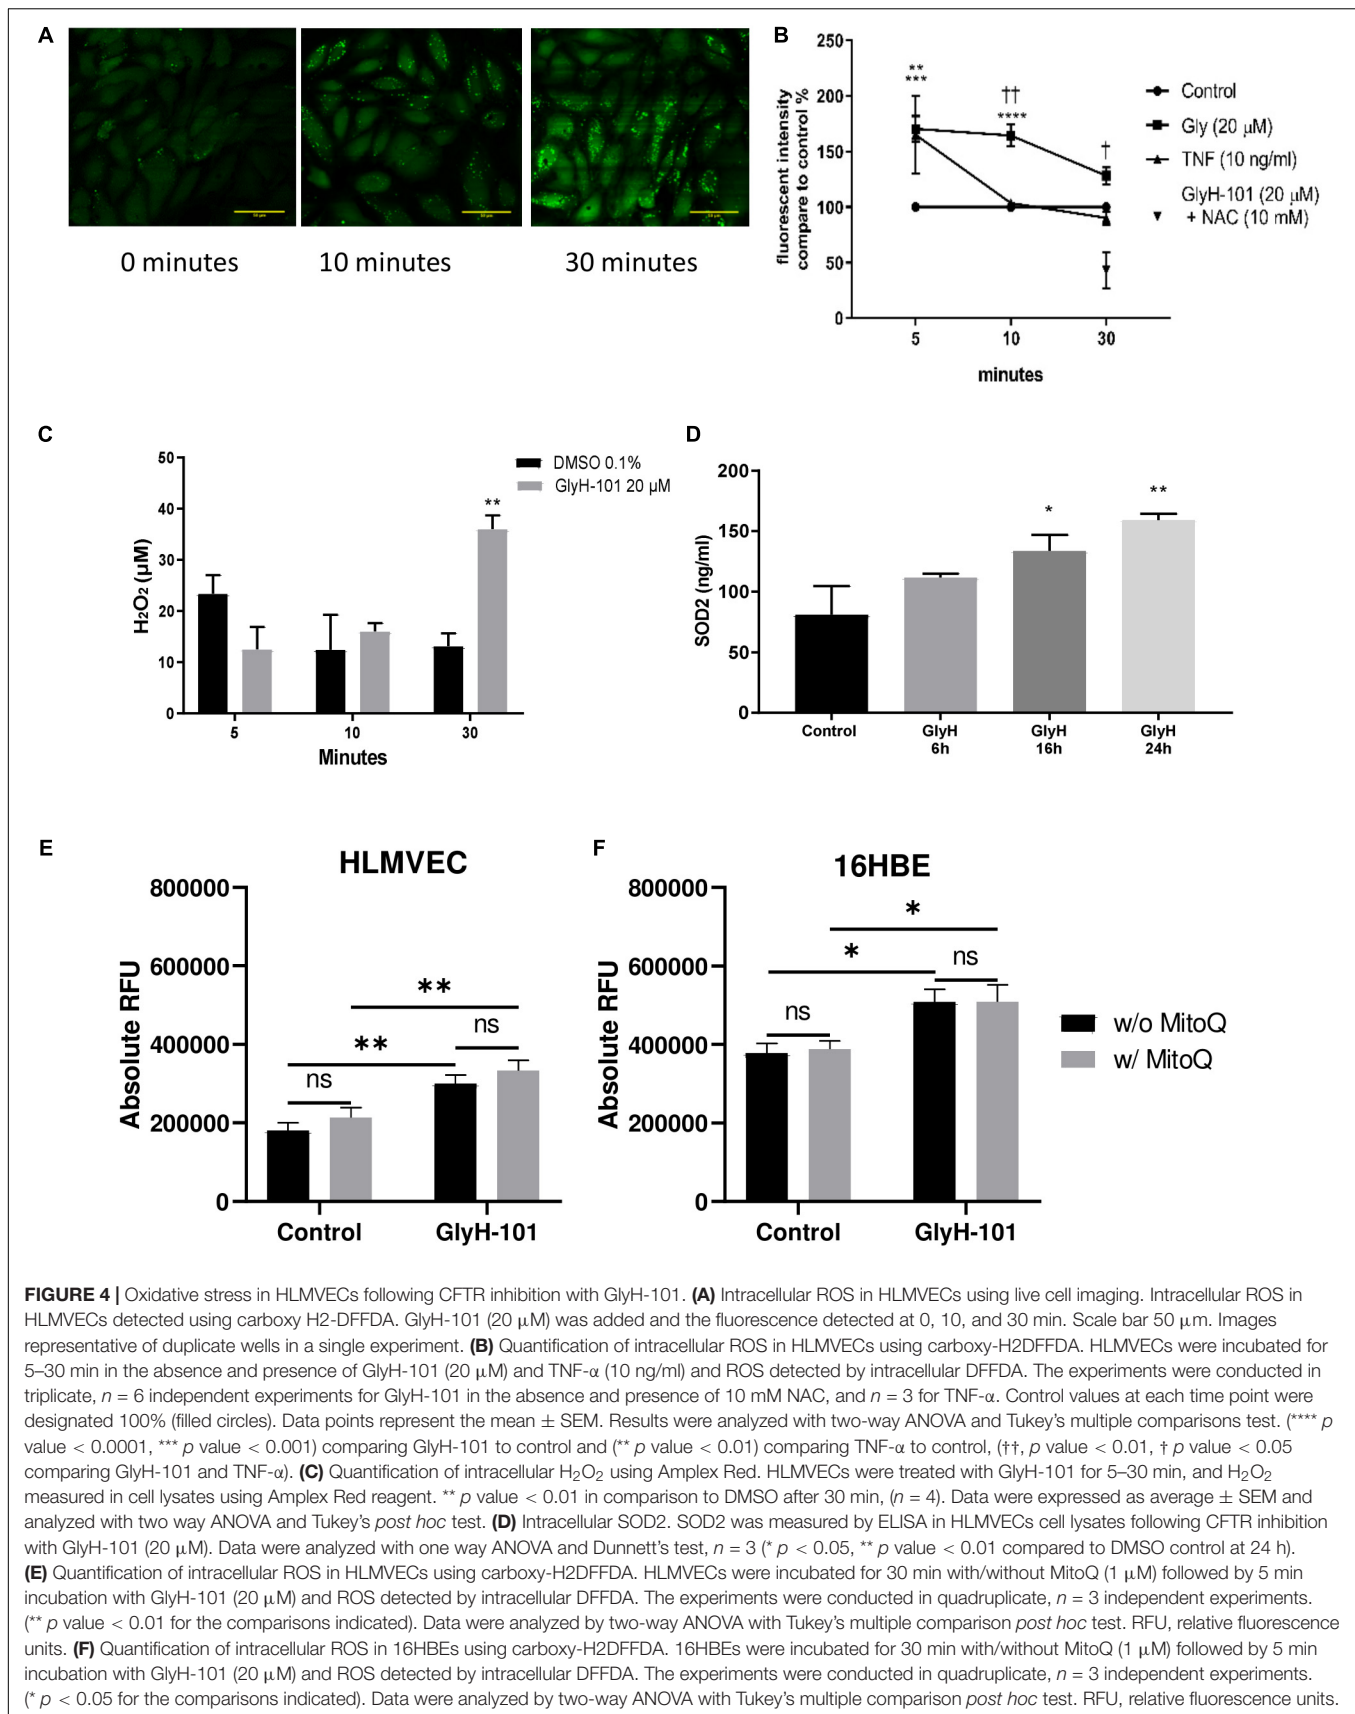 A
0 minutes
10 minutes
30 minutes
B
fluorescent intensity
compare to control %
250
200
150
100
50
0
**
***
††
****
†
5
10
30
minutes
Control
Gly (20 μM)
TNF (10 ng/ml)
GlyH-101 (20 μM)
+ NAC (10 mM)
C
H₂O₂ (μM)
50
40
30
20
10
0
**
5
10
30
Minutes
DMSO 0.1%
GlyH-101 20 μM
D
SOD2 (ng/ml)
200
150
100
50
0
*
**
Control
GlyH
6h
GlyH
16h
GlyH
24h
E
HLMVEC
Absolute RFU
800000
600000
400000
200000
0
**
ns
**
ns
Control
GlyH-101
F
16HBE
Absolute RFU
800000
600000
400000
200000
0
*
*
ns
ns
Control
GlyH-101
w/o MitoQ
w/ MitoQ
FIGURE 4 | Oxidative stress in HLMVECs following CFTR inhibition with GlyH-101. (A) Intracellular ROS in HLMVECs using live cell imaging. Intracellular ROS in
HLMVECs detected using carboxy H2-DFFDA. GlyH-101 (20 μM) was added and the fluorescence detected at 0, 10, and 30 min. Scale bar 50 μm. Images
representative of duplicate wells in a single experiment. (B) Quantification of intracellular ROS in HLMVECs using carboxy-H2DFFDA. HLMVECs were incubated for
5–30 min in the absence and presence of GlyH-101 (20 μM) and TNF-α (10 ng/ml) and ROS detected by intracellular DFFDA. The experiments were conducted in
triplicate, n = 6 independent experiments for GlyH-101 in the absence and presence of 10 mM NAC, and n = 3 for TNF-α. Control values at each time point were
designated 100% (filled circles). Data points represent the mean ± SEM. Results were analyzed with two-way ANOVA and Tukey's multiple comparisons test. (**** p
value < 0.0001, *** p value < 0.001) comparing GlyH-101 to control and (** p value < 0.01) comparing TNF-α to control, (††, p value < 0.01, † p value < 0.05
comparing GlyH-101 and TNF-α). (C) Quantification of intracellular H₂O₂ using Amplex Red. HLMVECs were treated with GlyH-101 for 5–30 min, and H₂O₂
measured in cell lysates using Amplex Red reagent. ** p value < 0.01 in comparison to DMSO after 30 min, (n = 4). Data were expressed as average ± SEM and
analyzed with two way ANOVA and Tukey's post hoc test. (D) Intracellular SOD2. SOD2 was measured by ELISA in HLMVECs cell lysates following CFTR inhibition
with GlyH-101 (20 μM). Data were analyzed with one way ANOVA and Dunnett's test, n = 3 (* p < 0.05, ** p value < 0.01 compared to DMSO control at 24 h).
(E) Quantification of intracellular ROS in HLMVECs using carboxy-H2DFFDA. HLMVECs were incubated for 30 min with/without MitoQ (1 μM) followed by 5 min
incubation with GlyH-101 (20 μM) and ROS detected by intracellular DFFDA. The experiments were conducted in quadruplicate, n = 3 independent experiments.
(** p value < 0.01 for the comparisons indicated). Data were analyzed by two-way ANOVA with Tukey's multiple comparison post hoc test. RFU, relative fluorescence
units. (F) Quantification of intracellular ROS in 16HBEs using carboxy-H2DFFDA. 16HBEs were incubated for 30 min with/without MitoQ (1 μM) followed by 5 min
incubation with GlyH-101 (20 μM) and ROS detected by intracellular DFFDA. The experiments were conducted in quadruplicate, n = 3 independent experiments.
(* p < 0.05 for the comparisons indicated). Data were analyzed by two-way ANOVA with Tukey's multiple comparison post hoc test. RFU, relative fluorescence units.